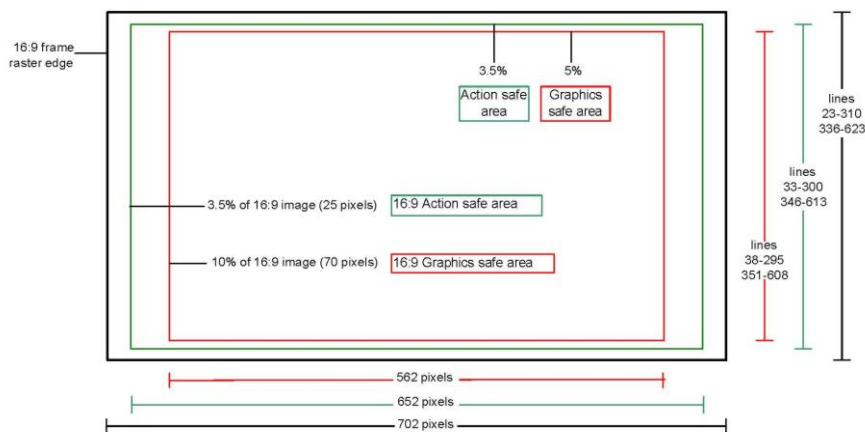 16:9 frame
raster edge
3.5%
5%
Action safe
area
Graphics
safe area
lines
23-310
336-623
lines
33-300
346-613
lines
38-295
351-608
3.5% of 16:9 image (25 pixels)
16:9 Action safe area
10% of 16:9 image (70 pixels)
16:9 Graphics safe area
562 pixels
652 pixels
702 pixels